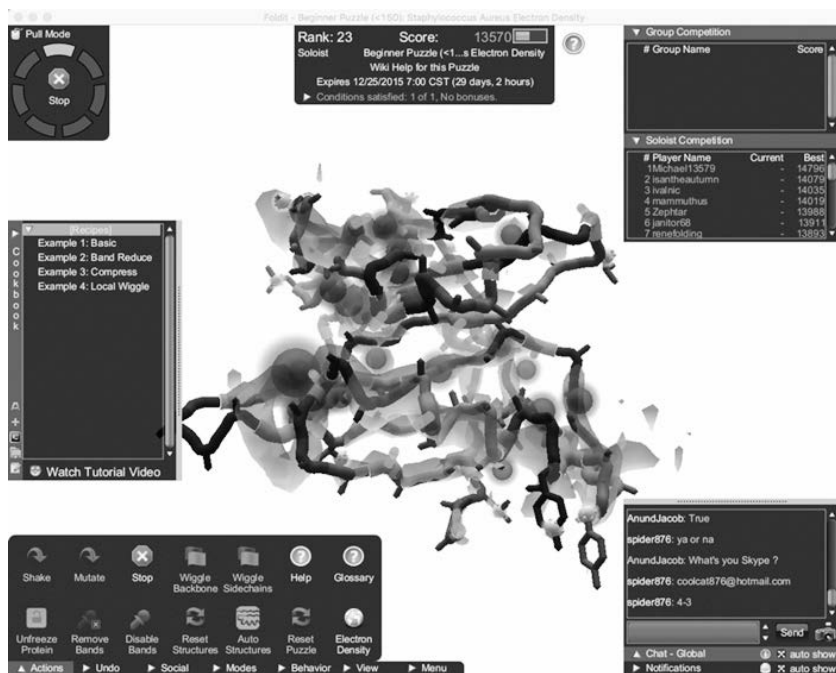 Foldit - Beginner Puzzle (<150): Staphylococcus Aureus Electron Density
Pull Mode
Stop
Rank: 23 Score: 13570
Soloist Beginner Puzzle (<1...s Electron Density
Wiki Help for this Puzzle
Expires 12/25/2015 7:00 CST (29 days, 2 hours)
Conditions satisfied: 1 of 1, No bonuses.
?
Group Competition
# Group Name Score
Soloist Competition
# Player Name Current Best
1 Michael13579 - 14796
2 isantheautumn - 14079
3 ivalnic - 14035
4 mammuthus - 14019
5 Zephtar - 13988
6 janitor68 - 13911
7 renefolding - 13893
Cookbook
[Recipes]
Example 1: Basic
Example 2: Band Reduce
Example 3: Compress
Example 4: Local Wiggle
Watch Tutorial Video
Shake Mutate Stop Wiggle Backbone Wiggle Sidechains Help Glossary
Unfreeze Protein Remove Bands Disable Bands Reset Structures Auto Structures Reset Puzzle Electron Density
Actions Undo Social Modes Behavior View Menu
AnundJacob: True
spider876: ya or na
AnundJacob: What's you Skype ?
spider876: coolcat876@hotmail.com
spider876: 4-3
Send
Chat - Global auto show
Notifications auto show